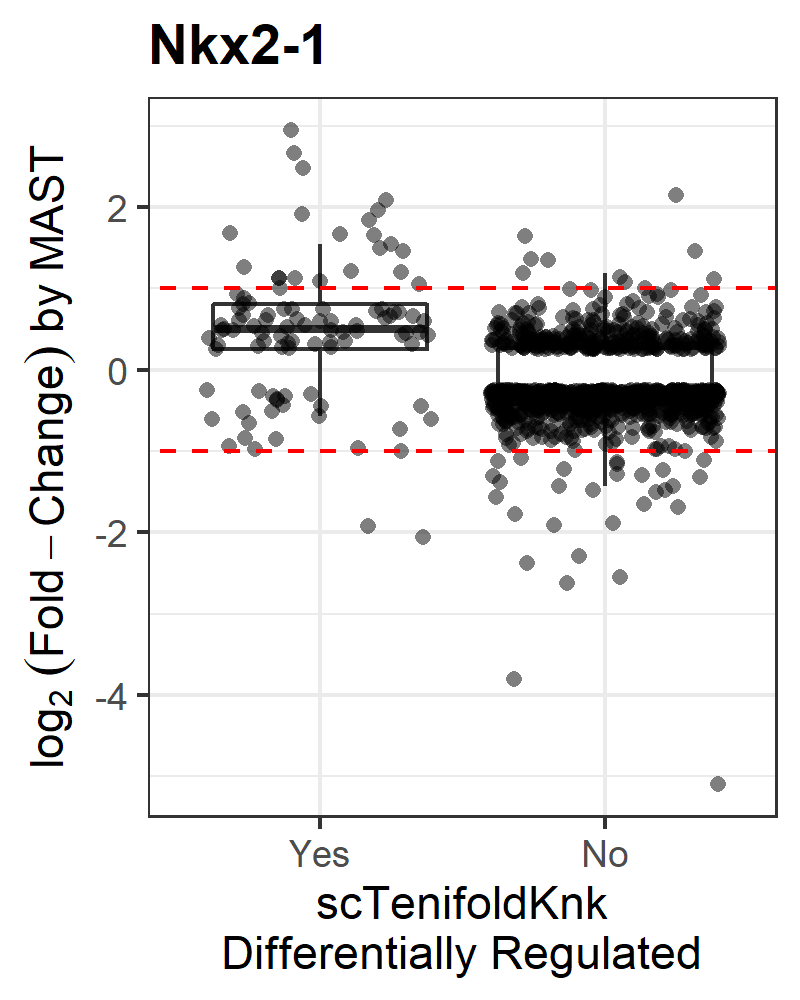 Nkx2-1
log2 (Fold − Change) by MAST
2
0
-2
-4
Yes No
scTenifoldKnk
Differentially Regulated